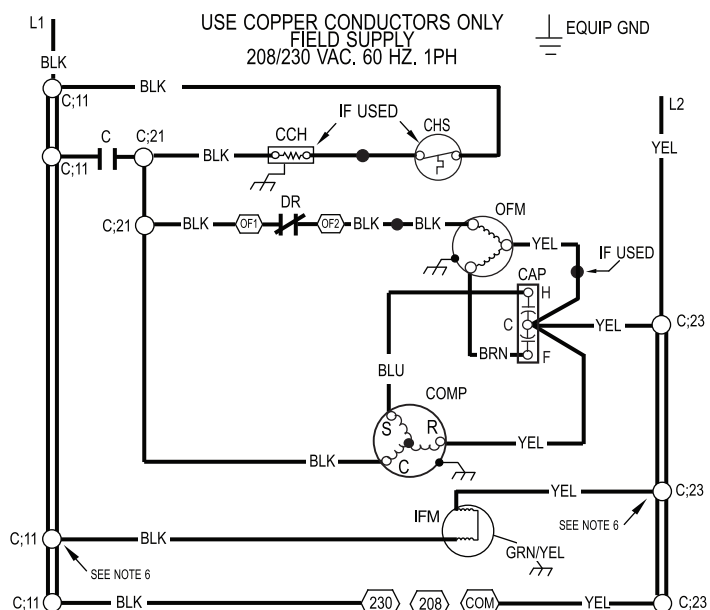 L1
USE COPPER CONDUCTORS ONLY
FIELD SUPPLY
208/230 VAC. 60 HZ. 1PH
EQUIP GND
BLK
C;11
BLK
IF USED
L2
C
C;21
CCH
CHS
C;11
BLK
BLK
YEL
DR
OFM
C;21
BLK
OF1
OF2
BLK
BLK
YEL
IF USED
CAP
H
C
YEL
C;23
BRN
F
BLU
COMP
S
R
C
YEL
BLK
YEL
C;23
IFM
SEE NOTE 6
C;11
BLK
GRN/YEL
SEE NOTE 6
C;11
BLK
230
208
COM
YEL
C;23